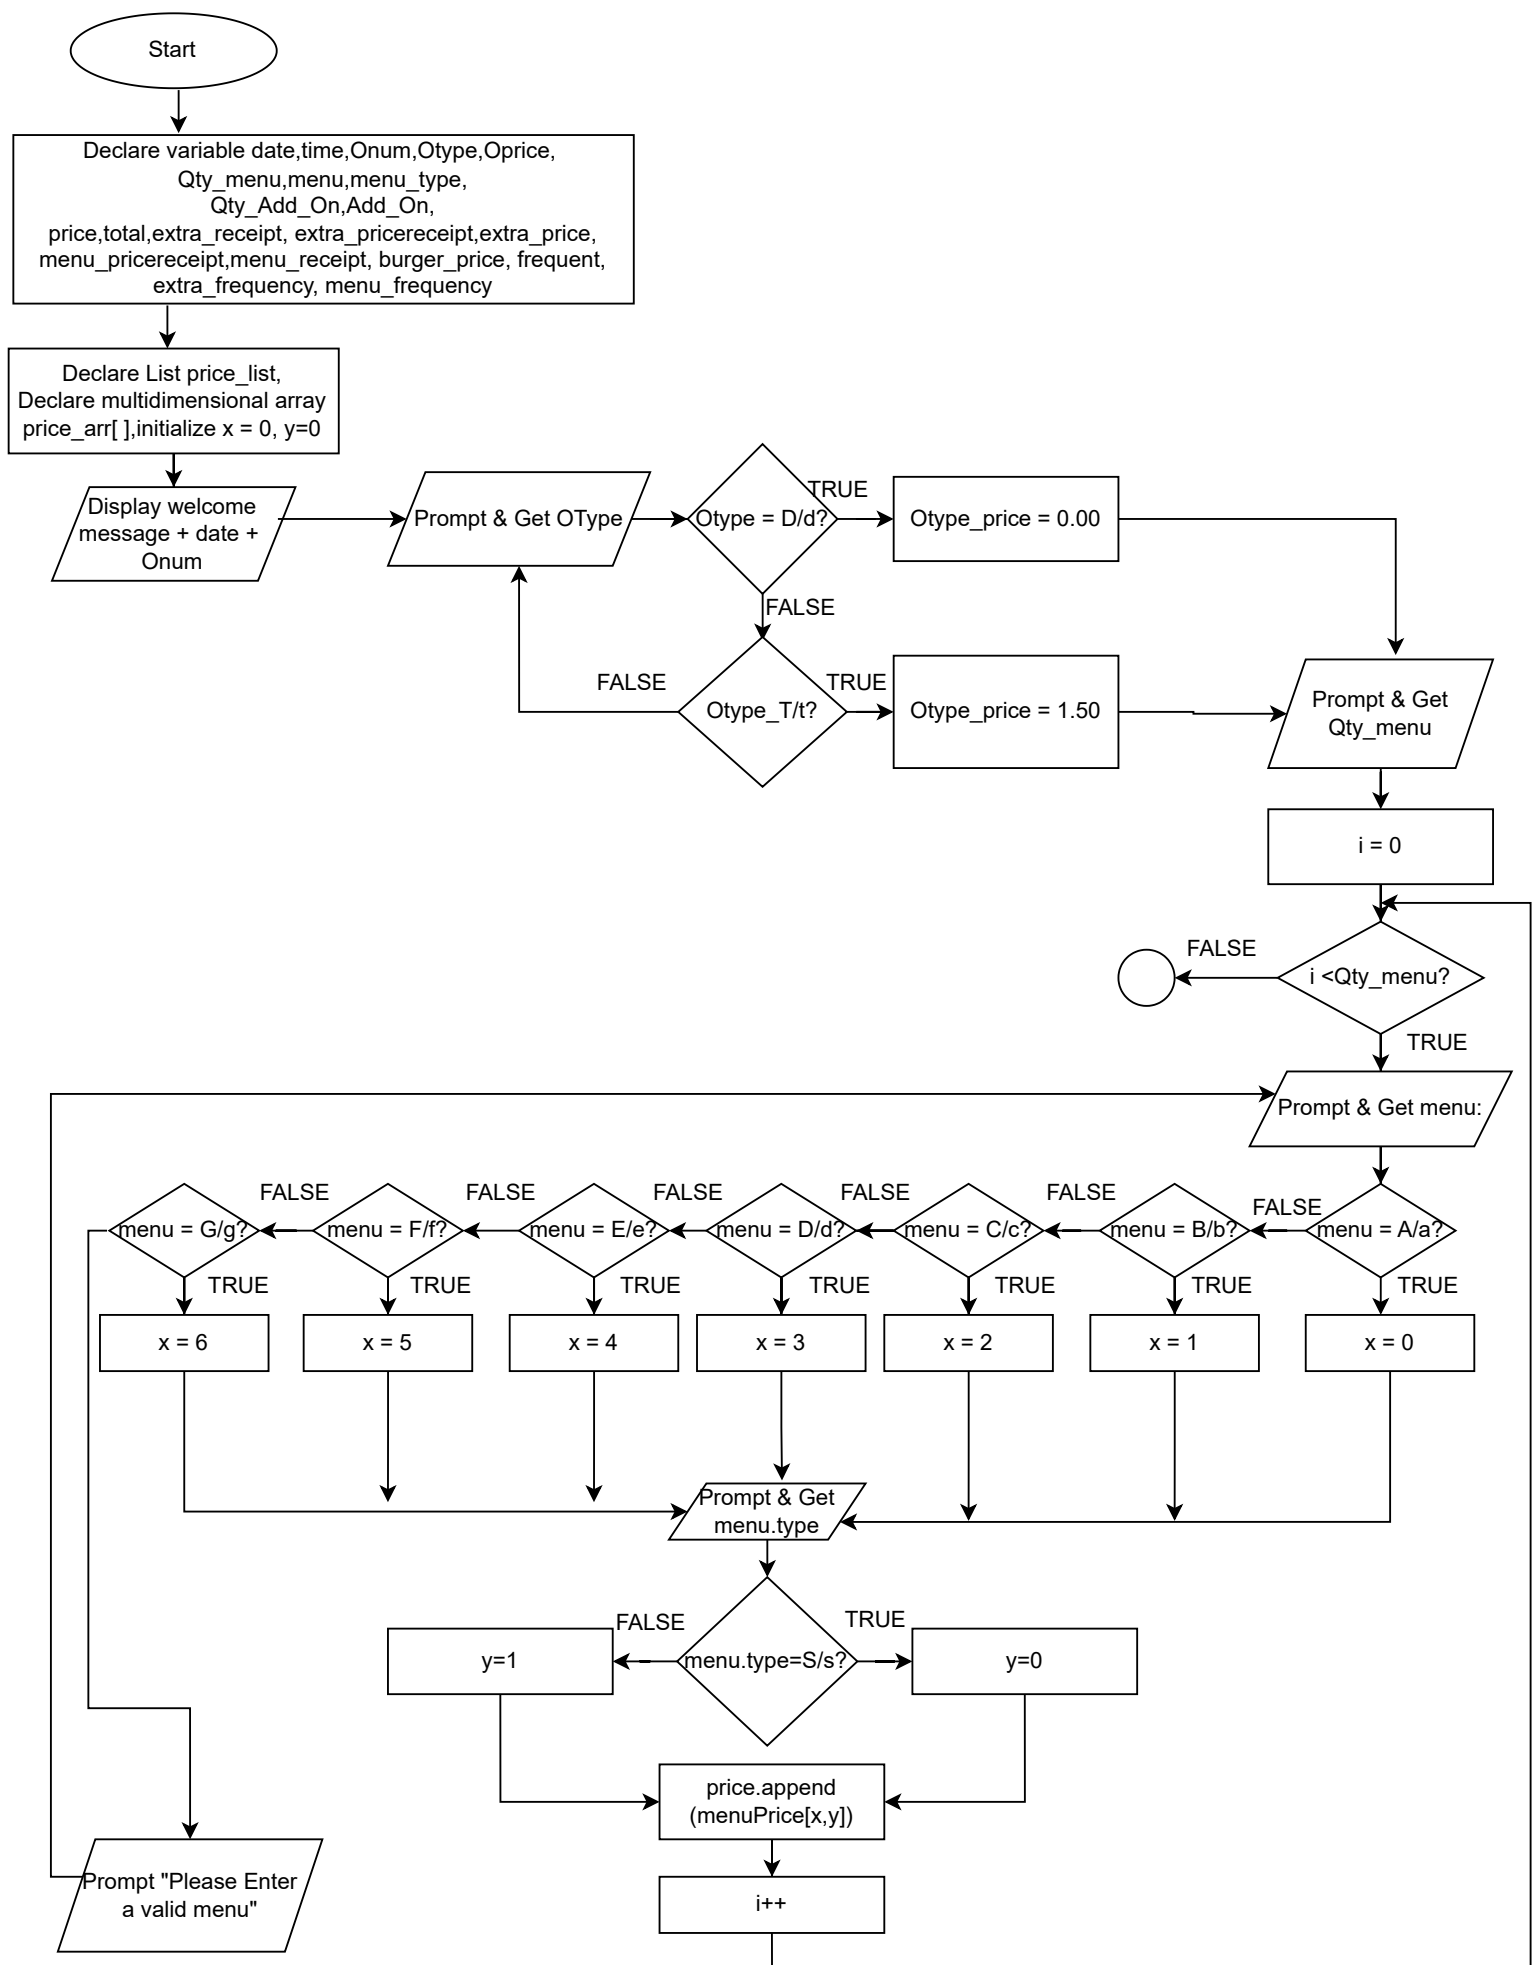 Start
Declare variable date,time,Onum,Otype,Oprice,
Qty_menu,menu,menu_type,
Qty_Add_On,Add_On,
price,total,extra_receipt, extra_pricereceipt,extra_price,
menu_pricereceipt,menu_receipt, burger_price, frequent,
extra_frequency, menu_frequency
Declare List price_list,
Declare multidimensional array
price_arr[ ],initialize x = 0, y=0
Display welcome
message + date +
Onum
Prompt & Get OType
Otype = D/d?
TRUE
Otype_price = 0.00
FALSE
Otype_T/t?
FALSE
TRUE
Otype_price = 1.50
Prompt & Get
Qty_menu
i = 0
i <Qty_menu?
FALSE
TRUE
Prompt & Get menu:
menu = G/g?
FALSE
menu = F/f?
FALSE
menu = E/e?
FALSE
menu = D/d?
FALSE
menu = C/c?
FALSE
menu = B/b?
FALSE
menu = A/a?
TRUE
TRUE
TRUE
TRUE
TRUE
TRUE
TRUE
x = 6
x = 5
x = 4
x = 3
x = 2
x = 1
x = 0
Prompt & Get
menu.type
FALSE
TRUE
y=1
menu.type=S/s?
y=0
price.append
(menuPrice[x,y])
Prompt "Please Enter
a valid menu"
i++